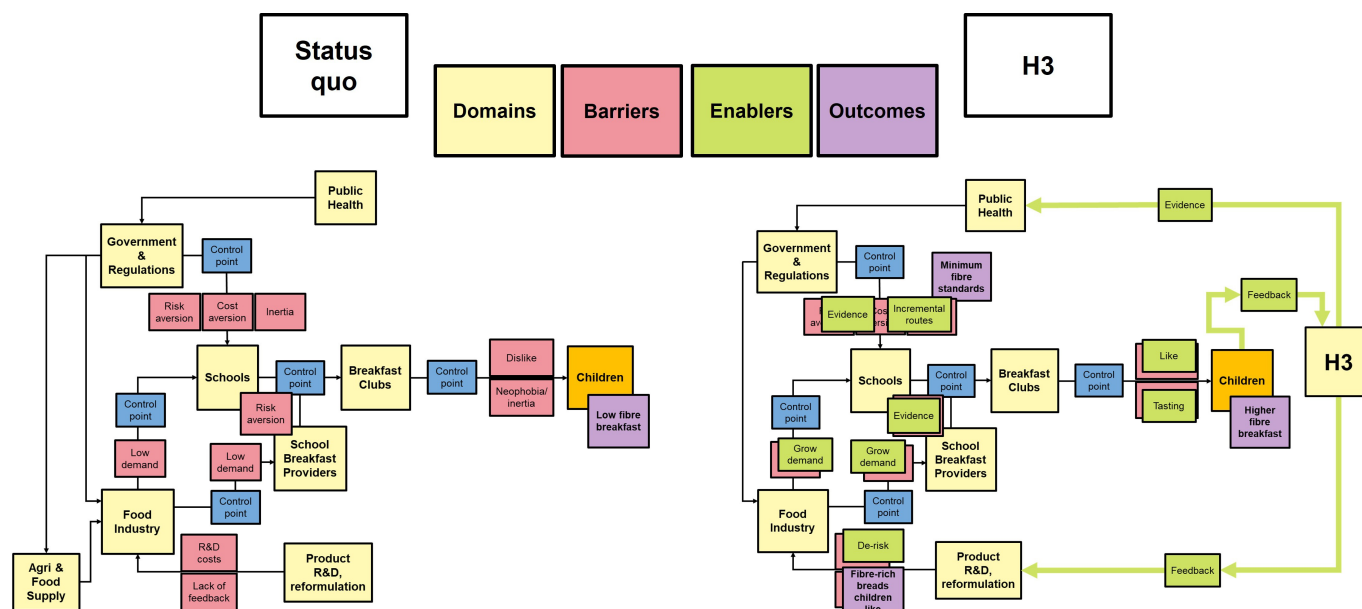 Status
quo
Domains
Barriers
Enablers
Outcomes
H3
Public
Health
Government
&
Regulations
Control
point
Risk
aversion
Cost
aversion
Inertia
Schools
Control
point
Breakfast
Clubs
Control
point
Dislike
Neophobia/
inertia
Children
Low fibre
breakfast
Control
point
Risk
aversion
Low
demand
Low
demand
School
Breakfast
Providers
Control
point
Food
Industry
Agri &
Food
Supply
R&D
costs
Lack of
feedback
Product
R&D,
reformulation
Public
Health
Evidence
Government
&
Regulations
Control
point
Minimum
fibre
standards
Evidence
Incremental
routes
Feedback
H3
Schools
Control
point
Breakfast
Clubs
Control
point
Like
Tasting
Children
Higher
fibre
breakfast
Control
point
Evidence
Grow
demand
Grow
demand
School
Breakfast
Providers
Control
point
Food
Industry
De-risk
Fibre-rich
breads
children
like
Product
R&D,
reformulation
Feedback